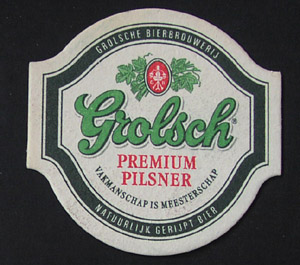 GROLSCHE BIERBROUWERIJ
Grolsch®
PREMIUM
PILSNER
VAKMANSCHAP IS MEESTERSCHAP
NATUURLIJK GERIJPT BIER